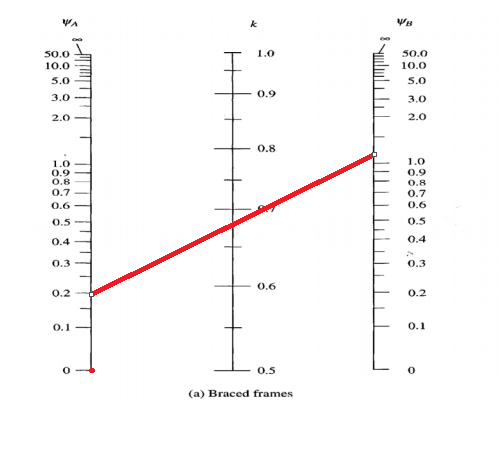 ΨA k ΨB
∞ ∞
50.0 1.0 50.0
10.0 10.0
5.0 5.0
3.0 0.9 3.0
2.0 2.0
0.8
1.0 1.0
0.9 0.9
0.8 0.8
0.7 0.7
0.6 0.7 0.6
0.5 0.5
0.4 0.4
0.3 0.3
0.2 0.6 0.2
0.1 0.1
0 0.5 0
(a) Braced frames